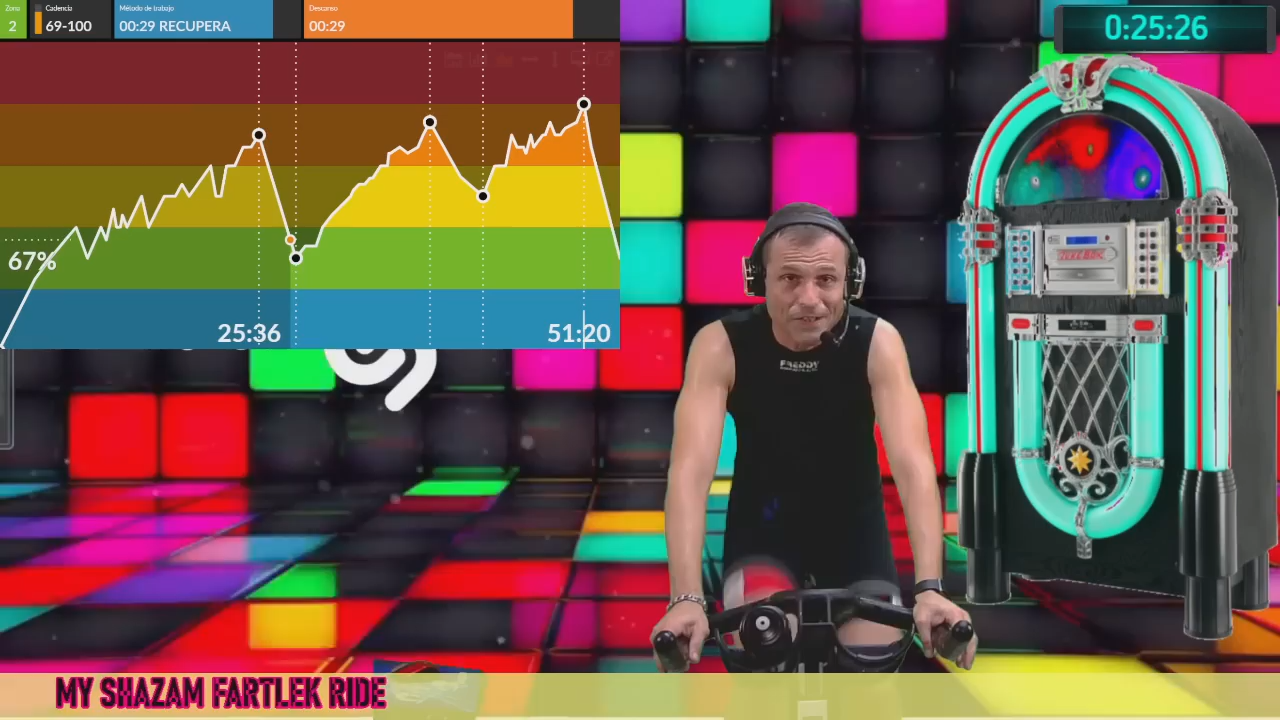 Zona
2
Cadencia
69-100
Método de trabajo
00:29 RECUPERA
Descanso
00:29
0:25:26
67%
25:36
51:20
FREDDY
MY SHAZAM FARTLEK RIDE